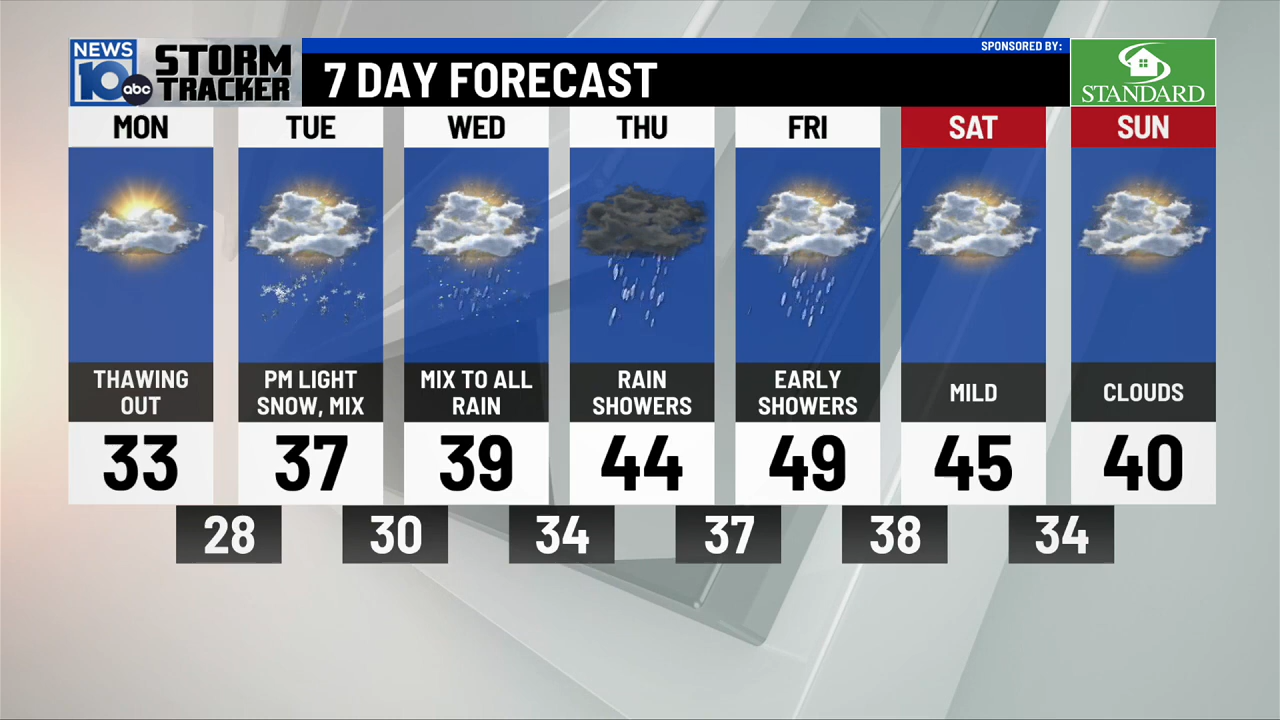 NEWS
10
abc
STORM
TRACKER
SPONSORED BY:
7 DAY FORECAST
STANDARD
MON
TUE
WED
THU
FRI
SAT
SUN
THAWING
OUT
PM LIGHT
SNOW, MIX
MIX TO ALL
RAIN
RAIN
SHOWERS
EARLY
SHOWERS
MILD
CLOUDS
33
37
39
44
49
45
40
28
30
34
37
38
34